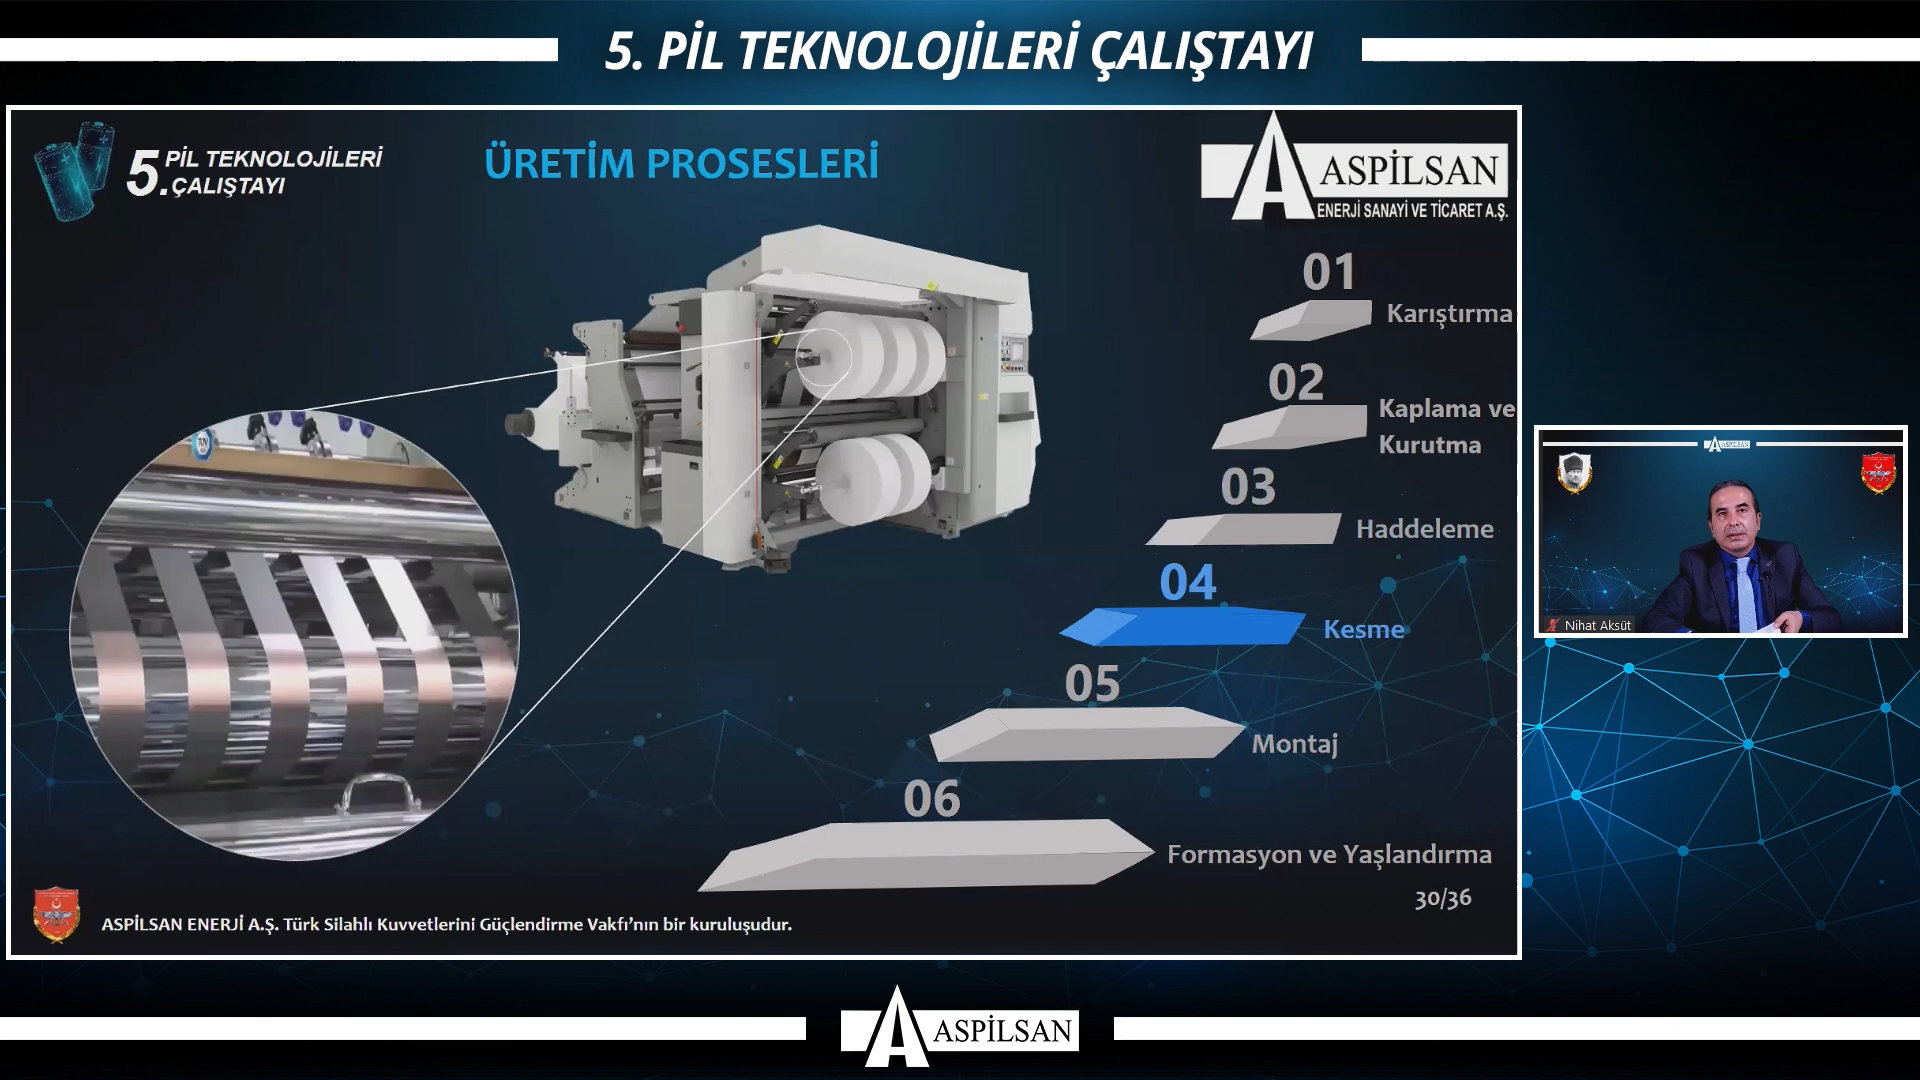 5. PİL TEKNOLOJİLERİ ÇALIŞTAYI
5. PİL TEKNOLOJİLERİ
ÇALIŞTAYI
ÜRETİM PROSESLERİ
ASPİLSAN
ENERJİ SANAYİ VE TİCARET A.Ş.
01
Karıştırma
02
Kaplama ve
Kurutma
03
Haddeleme
04
Kesme
05
Montaj
06
Formasyon ve Yaşlandırma
30/36
ASPİLSAN ENERJİ A.Ş. Türk Silahlı Kuvvetlerini Güçlendirme Vakfı’nın bir kuruluşudur.
ASPİLSAN
Nihat Aksüt
ASPİLSAN